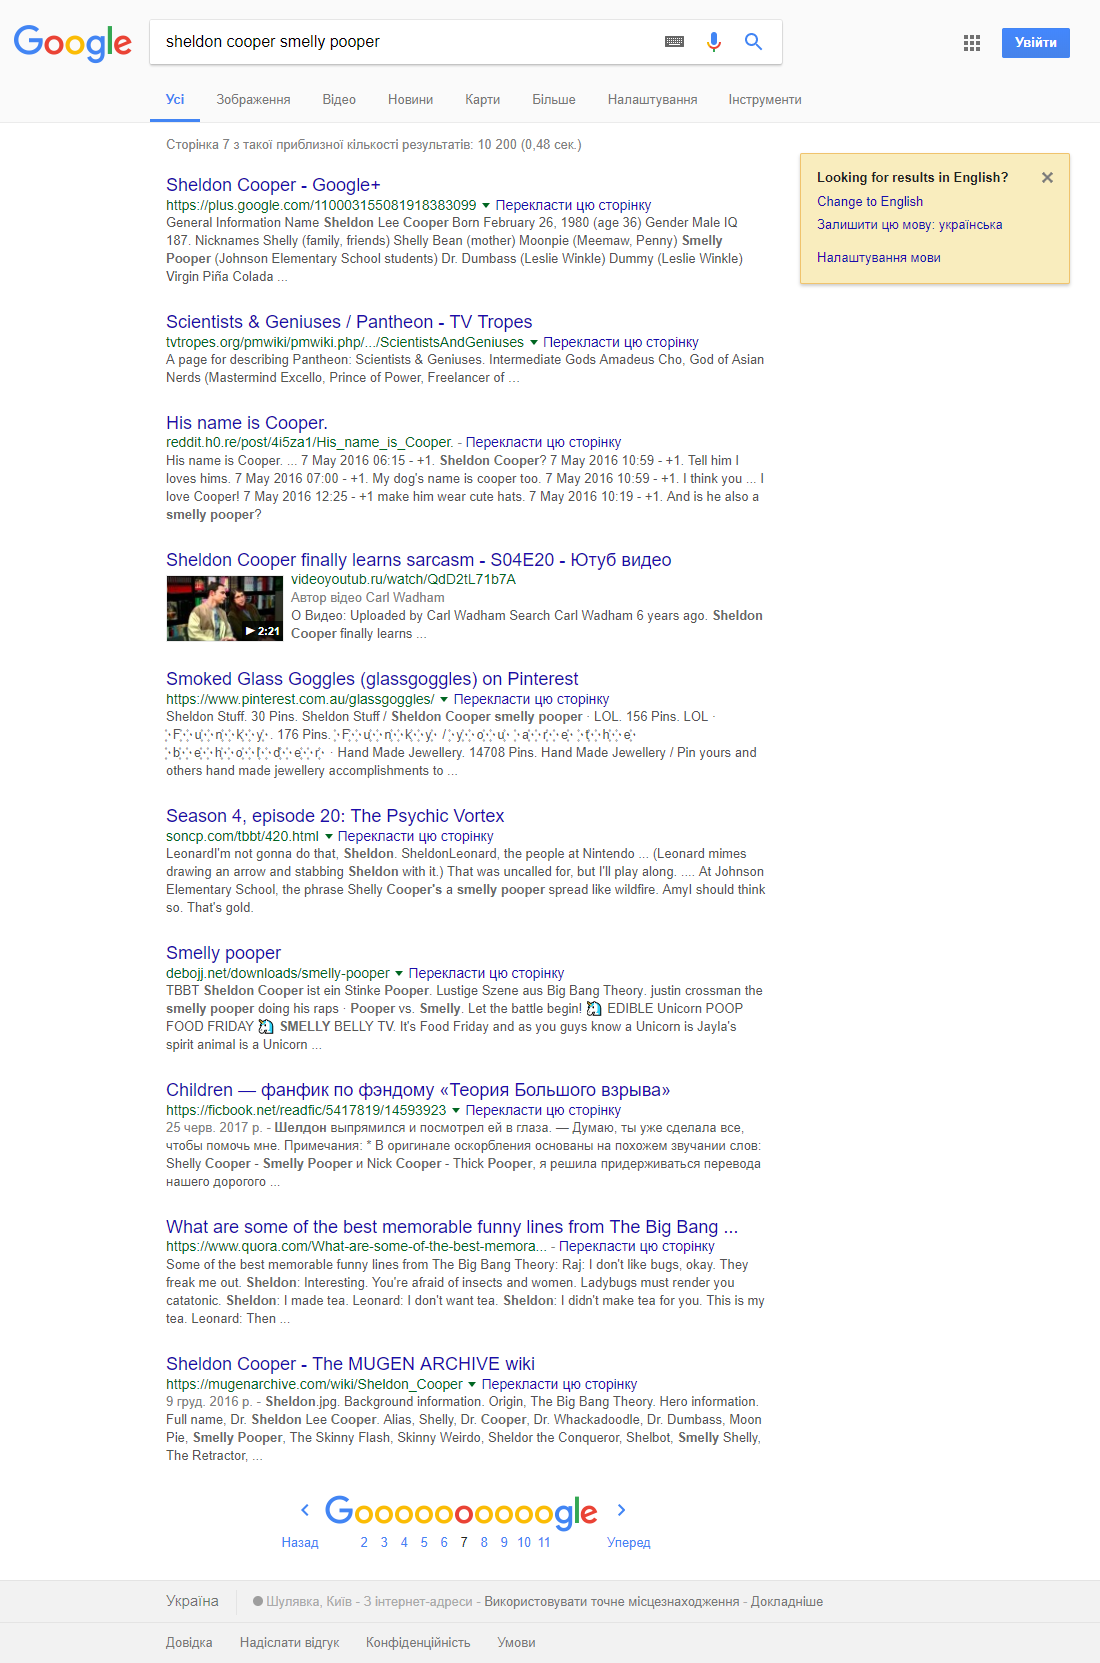 Google
sheldon cooper smelly pooper
Увійти
Усі Зображення Відео Новини Карти Більше Налаштування Інструменти
Сторінка 7 з такої приблизної кількості результатів: 10 200 (0,48 сек.)
Looking for results in English?
Change to English
Залишити цю мову: українська
Налаштування мови
Sheldon Cooper - Google+
https://plus.google.com/110003155081918383099 Перекласти цю сторінку
General Information Name Sheldon Lee Cooper Born February 26, 1980 (age 36) Gender Male IQ
187. Nicknames Shelly (family, friends) Shelly Bean (mother) Moonpie (Meemaw, Penny) Smelly
Pooper (Johnson Elementary School students) Dr. Dumbass (Leslie Winkle) Dummy (Leslie Winkle)
Virgin Piña Colada ...
Scientists & Geniuses / Pantheon - TV Tropes
tvtropes.org/pmwiki/pmwiki.php/.../ScientistsAndGeniuses Перекласти цю сторінку
A page for describing Pantheon: Scientists & Geniuses. Intermediate Gods Amadeus Cho, God of Asian
Nerds (Mastermind Excello, Prince of Power, Freelancer of ...
His name is Cooper.
reddit.h0.re/post/4i5za1/His_name_is_Cooper. - Перекласти цю сторінку
His name is Cooper. ... 7 May 2016 06:15 - +1. Sheldon Cooper? 7 May 2016 10:59 - +1. Tell him I
loves hims. 7 May 2016 07:00 - +1. My dog's name is cooper too. 7 May 2016 10:59 - +1. I think you ... I
love Cooper! 7 May 2016 12:25 - +1 make him wear cute hats. 7 May 2016 10:19 - +1. And is he also a
smelly pooper?
Sheldon Cooper finally learns sarcasm - S04E20 - Ютуб видео
videoyoutub.ru/watch/QdD2tL71b7A
Автор відео Carl Wadham
О Видео: Uploaded by Carl Wadham Search Carl Wadham 6 years ago. Sheldon
Cooper finally learns ...
2:21
Smoked Glass Goggles (glassgoggles) on Pinterest
https://www.pinterest.com.au/glassgoggles/ Перекласти цю сторінку
Sheldon Stuff. 30 Pins. Sheldon Stuff / Sheldon Cooper smelly pooper · LOL. 156 Pins. LOL ·
҉F҉u҉n҉k҉y҉. 176 Pins. ҉F҉u҉n҉k҉y҉ /҉y҉o҉u҉ ҉a҉r҉e҉ ҉t҉h҉e҉
҉b҉e҉h҉o҉l҉d҉e҉r҉ · Hand Made Jewellery. 14708 Pins. Hand Made Jewellery / Pin yours and
others hand made jewellery accomplishments to ...
Season 4, episode 20: The Psychic Vortex
soncp.com/tbbt/420.html Перекласти цю сторінку
LeonardI'm not gonna do that, Sheldon. SheldonLeonard, the people at Nintendo ... (Leonard mimes
drawing an arrow and stabbing Sheldon with it.) That was uncalled for, but I'll play along. .... At Johnson
Elementary School, the phrase Shelly Cooper's a smelly pooper spread like wildfire. AmyI should think
so. That's gold.
Smelly pooper
debojj.net/downloads/smelly-pooper Перекласти цю сторінку
TBBT Sheldon Cooper ist ein Stinke Pooper. Lustige Szene aus Big Bang Theory. justin crossman the
smelly pooper doing his raps · Pooper vs. Smelly. Let the battle begin! 🦄 EDIBLE Unicorn POOP
FOOD FRIDAY 🦄 SMELLY BELLY TV. It's Food Friday and as you guys know a Unicorn is Jayla's
spirit animal is a Unicorn ...
Children — фанфик по фэндому «Теория Большого взрыва»
https://ficbook.net/readfic/5417819/14593923 Перекласти цю сторінку
25 черв. 2017 р. - Шелдон выпрямился и посмотрел ей в глаза. — Думаю, ты уже сделала все,
чтобы помочь мне. Примечания: * В оригинале оскорбления основаны на похожем звучании слов:
Shelly Cooper - Smelly Pooper и Nick Cooper - Thick Pooper, я решила придерживаться перевода
нашего дорогого ...
What are some of the best memorable funny lines from The Big Bang ...
https://www.quora.com/What-are-some-of-the-best-memora... - Перекласти цю сторінку
Some of the best memorable funny lines from The Big Bang Theory: Raj: I don't like bugs, okay. They
freak me out. Sheldon: Interesting. You're afraid of insects and women. Ladybugs must render you
catatonic. Sheldon: I made tea. Leonard: I don't want tea. Sheldon: I didn't make tea for you. This is my
tea. Leonard: Then ...
Sheldon Cooper - The MUGEN ARCHIVE wiki
https://mugenarchive.com/wiki/Sheldon_Cooper Перекласти цю сторінку
9 груд. 2016 р. - Sheldon.jpg. Background information. Origin, The Big Bang Theory. Hero information.
Full name, Dr. Sheldon Lee Cooper. Alias, Shelly, Dr. Cooper, Dr. Whackadoodle, Dr. Dumbass, Moon
Pie, Smelly Pooper, The Skinny Flash, Skinny Weirdo, Sheldor the Conqueror, Shelbot, Smelly Shelly,
The Retractor, ...
Goooooooooogle
Назад 2 3 4 5 6 7 8 9 10 11 Уперед
Україна Шулявка, Київ - З інтернет-адреси - Використовувати точне місцезнаходження - Докладніше
Довідка Надіслати відгук Конфіденційність Умови